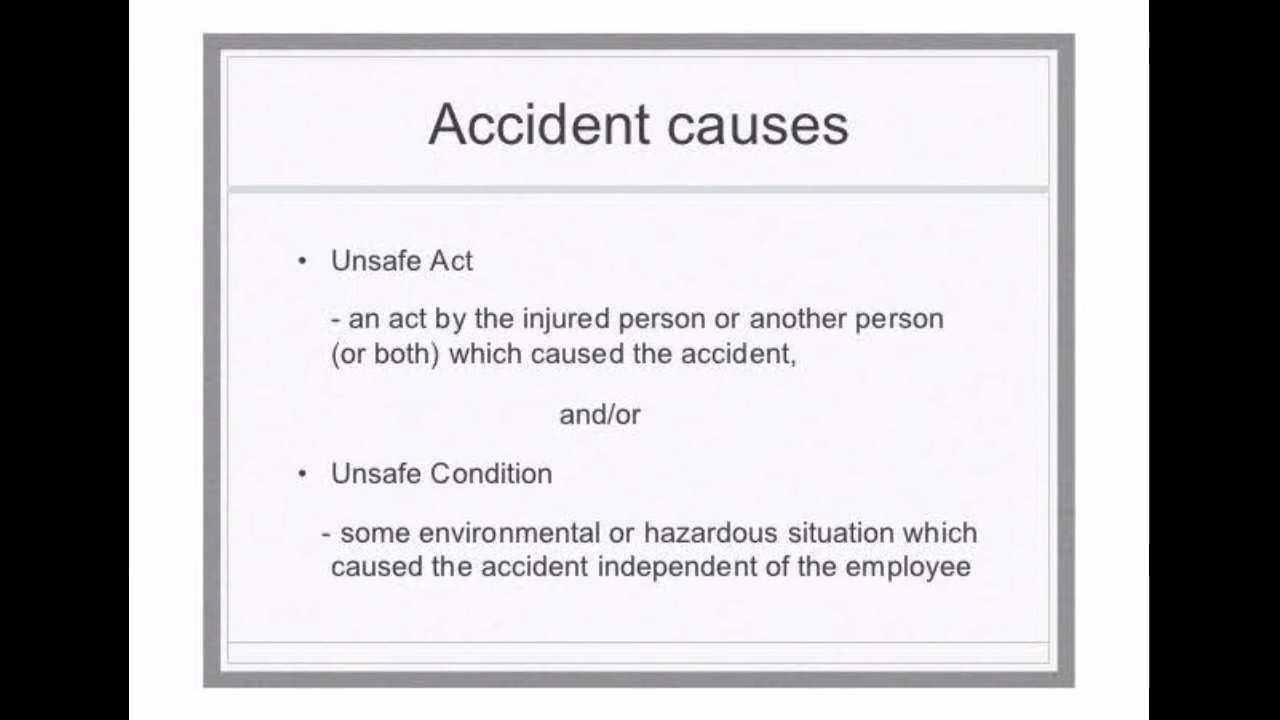 Accident causes
• Unsafe Act
- an act by the injured person or another person
(or both) which caused the accident,
and/or
• Unsafe Condition
- some environmental or hazardous situation which
caused the accident independent of the employee